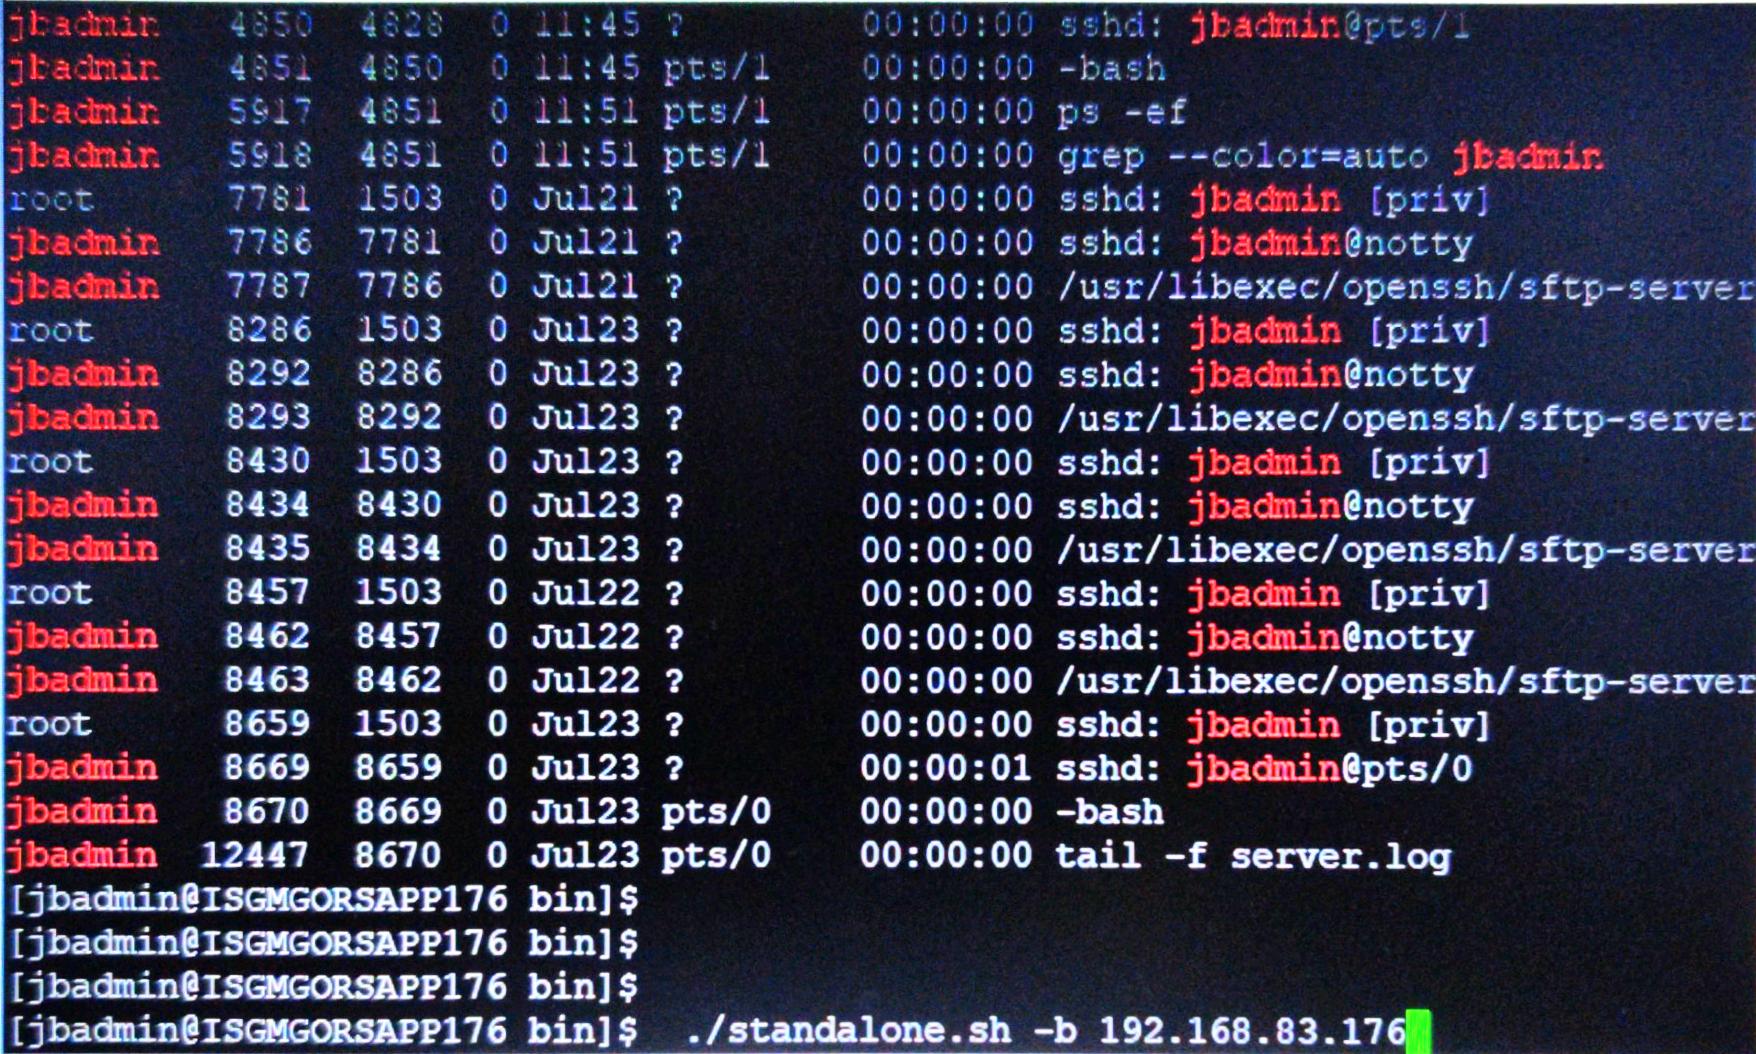 jbadmin 4850 4828 0 11:45 ? 00:00:00 sshd: jbadmin@pts/1
jbadmin 4851 4850 0 11:45 pts/1 00:00:00 -bash
jbadmin 5917 4851 0 11:51 pts/1 00:00:00 ps -ef
jbadmin 5918 4851 0 11:51 pts/1 00:00:00 grep --color=auto jbadmin
root 7781 1503 0 Jul21 ? 00:00:00 sshd: jbadmin [priv]
jbadmin 7786 7781 0 Jul21 ? 00:00:00 sshd: jbadmin@notty
jbadmin 7787 7786 0 Jul21 ? 00:00:00 /usr/libexec/openssh/sftp-server
root 8286 1503 0 Jul23 ? 00:00:00 sshd: jbadmin [priv]
jbadmin 8292 8286 0 Jul23 ? 00:00:00 sshd: jbadmin@notty
jbadmin 8293 8292 0 Jul23 ? 00:00:00 /usr/libexec/openssh/sftp-server
root 8430 1503 0 Jul23 ? 00:00:00 sshd: jbadmin [priv]
jbadmin 8434 8430 0 Jul23 ? 00:00:00 sshd: jbadmin@notty
jbadmin 8435 8434 0 Jul23 ? 00:00:00 /usr/libexec/openssh/sftp-server
root 8457 1503 0 Jul22 ? 00:00:00 sshd: jbadmin [priv]
jbadmin 8462 8457 0 Jul22 ? 00:00:00 sshd: jbadmin@notty
jbadmin 8463 8462 0 Jul22 ? 00:00:00 /usr/libexec/openssh/sftp-server
root 8659 1503 0 Jul23 ? 00:00:00 sshd: jbadmin [priv]
jbadmin 8669 8659 0 Jul23 ? 00:00:01 sshd: jbadmin@pts/0
jbadmin 8670 8669 0 Jul23 pts/0 00:00:00 -bash
jbadmin 12447 8670 0 Jul23 pts/0 00:00:00 tail -f server.log
[jbadmin@ISGMGORSAPP176 bin]$
[jbadmin@ISGMGORSAPP176 bin]$
[jbadmin@ISGMGORSAPP176 bin]$
[jbadmin@ISGMGORSAPP176 bin]$ ./standalone.sh -b 192.168.83.176